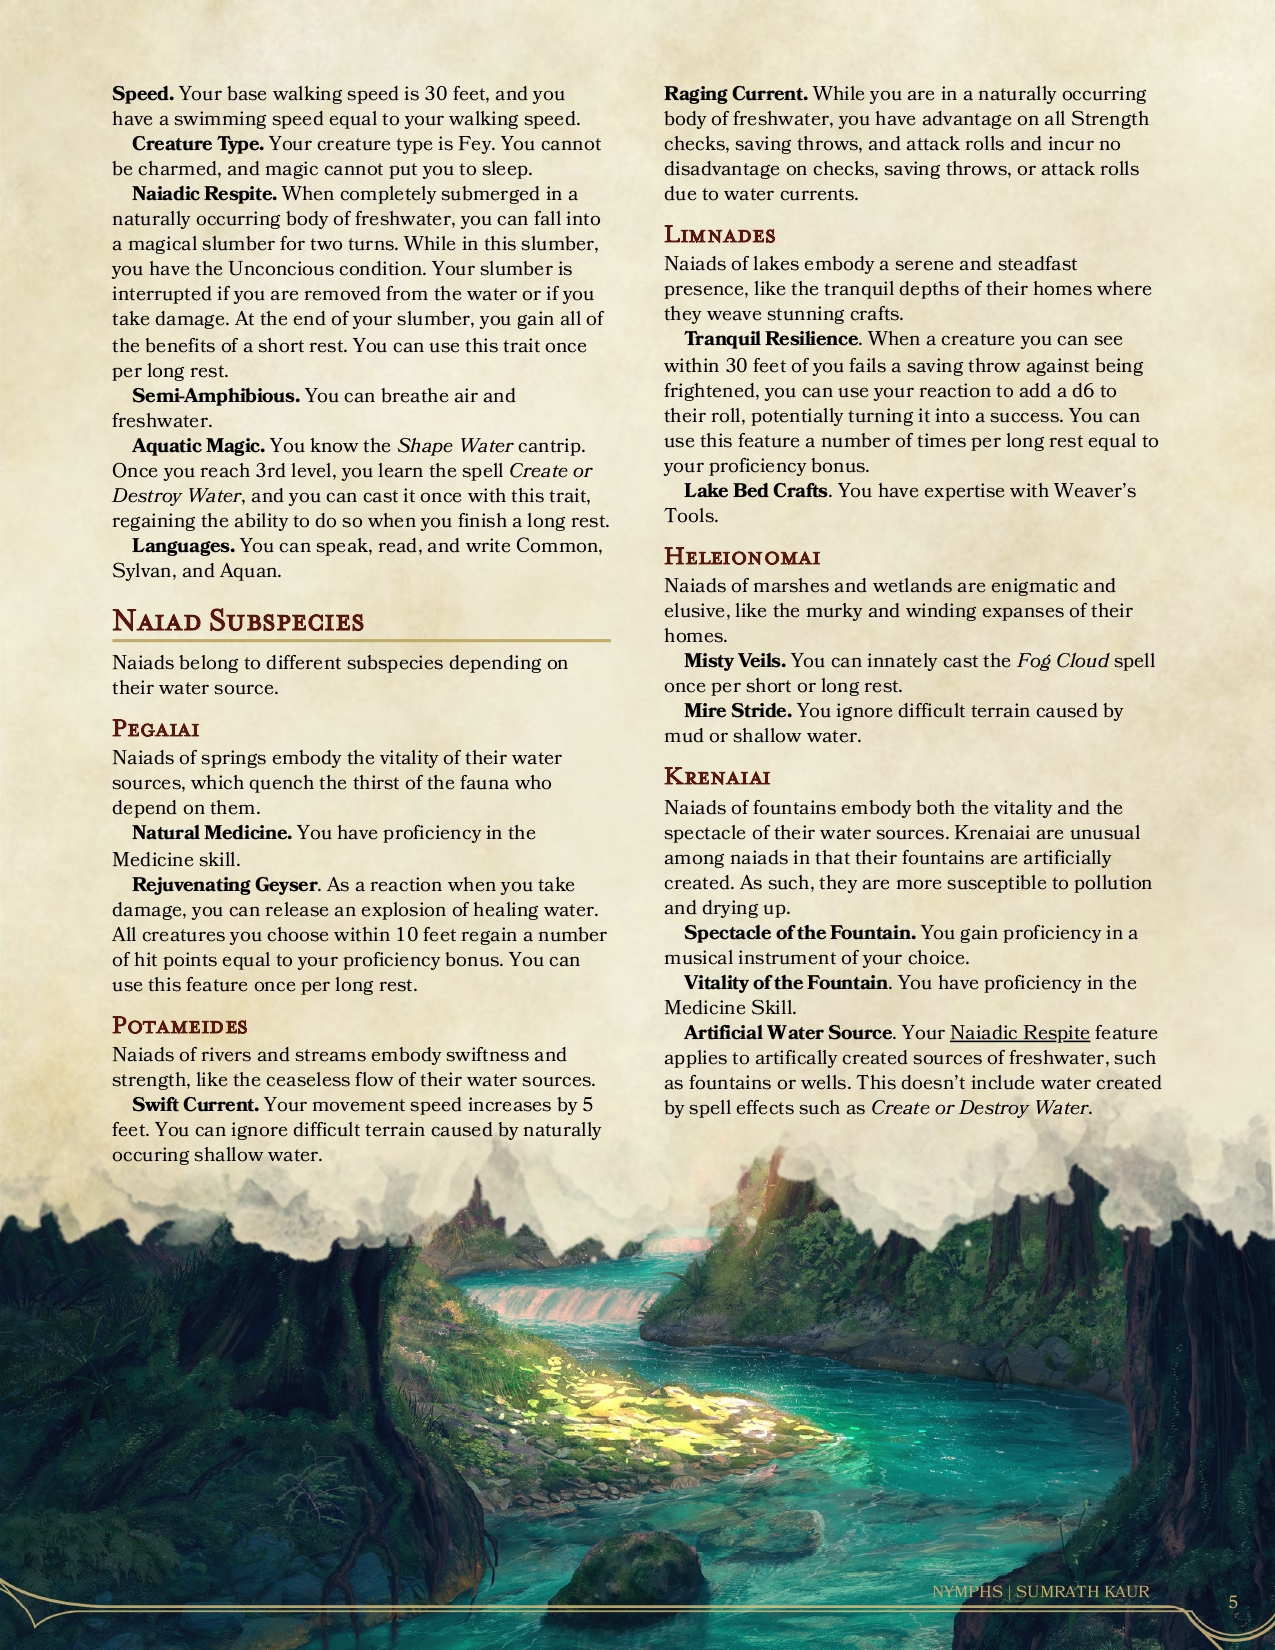 Speed. Your base walking speed is 30 feet, and you
have a swimming speed equal to your walking speed.
Creature Type. Your creature type is Fey. You cannot
be charmed, and magic cannot put you to sleep.
Naiadic Respite. When completely submerged in a
naturally occurring body of freshwater, you can fall into
a magical slumber for two turns. While in this slumber,
you have the Unconcious condition. Your slumber is
interrupted if you are removed from the water or if you
take damage. At the end of your slumber, you gain all of
the benefits of a short rest. You can use this trait once
per long rest.
Semi-Amphibious. You can breathe air and
freshwater.
Aquatic Magic. You know the Shape Water cantrip.
Once you reach 3rd level, you learn the spell Create or
Destroy Water, and you can cast it once with this trait,
regaining the ability to do so when you finish a long rest.
Languages. You can speak, read, and write Common,
Sylvan, and Aquan.
Naiad Subspecies
Naiads belong to different subspecies depending on
their water source.
Pegaiai
Naiads of springs embody the vitality of their water
sources, which quench the thirst of the fauna who
depend on them.
Natural Medicine. You have proficiency in the
Medicine skill.
Rejuvenating Geyser. As a reaction when you take
damage, you can release an explosion of healing water.
All creatures you choose within 10 feet regain a number
of hit points equal to your proficiency bonus. You can
use this feature once per long rest.
Potameides
Naiads of rivers and streams embody swiftness and
strength, like the ceaseless flow of their water sources.
Swift Current. Your movement speed increases by 5
feet. You can ignore difficult terrain caused by naturally
occuring shallow water.
Raging Current. While you are in a naturally occurring
body of freshwater, you have advantage on all Strength
checks, saving throws, and attack rolls and incur no
disadvantage on checks, saving throws, or attack rolls
due to water currents.
Limnades
Naiads of lakes embody a serene and steadfast
presence, like the tranquil depths of their homes where
they weave stunning crafts.
Tranquil Resilience. When a creature you can see
within 30 feet of you fails a saving throw against being
frightened, you can use your reaction to add a d6 to
their roll, potentially turning it into a success. You can
use this feature a number of times per long rest equal to
your proficiency bonus.
Lake Bed Crafts. You have expertise with Weaver's
Tools.
Heleionomai
Naiads of marshes and wetlands are enigmatic and
elusive, like the murky and winding expanses of their
homes.
Misty Veils. You can innately cast the Fog Cloud spell
once per short or long rest.
Mire Stride. You ignore difficult terrain caused by
mud or shallow water.
Krenaiai
Naiads of fountains embody both the vitality and the
spectacle of their water sources. Krenaiai are unusual
among naiads in that their fountains are artificially
created. As such, they are more susceptible to pollution
and drying up.
Spectacle of the Fountain. You gain proficiency in a
musical instrument of your choice.
Vitality of the Fountain. You have proficiency in the
Medicine Skill.
Artificial Water Source. Your Naiadic Respite feature
applies to artifically created sources of freshwater, such
as fountains or wells. This doesn't include water created
by spell effects such as Create or Destroy Water.
NYMPHS | SUMRATH KAUR
5